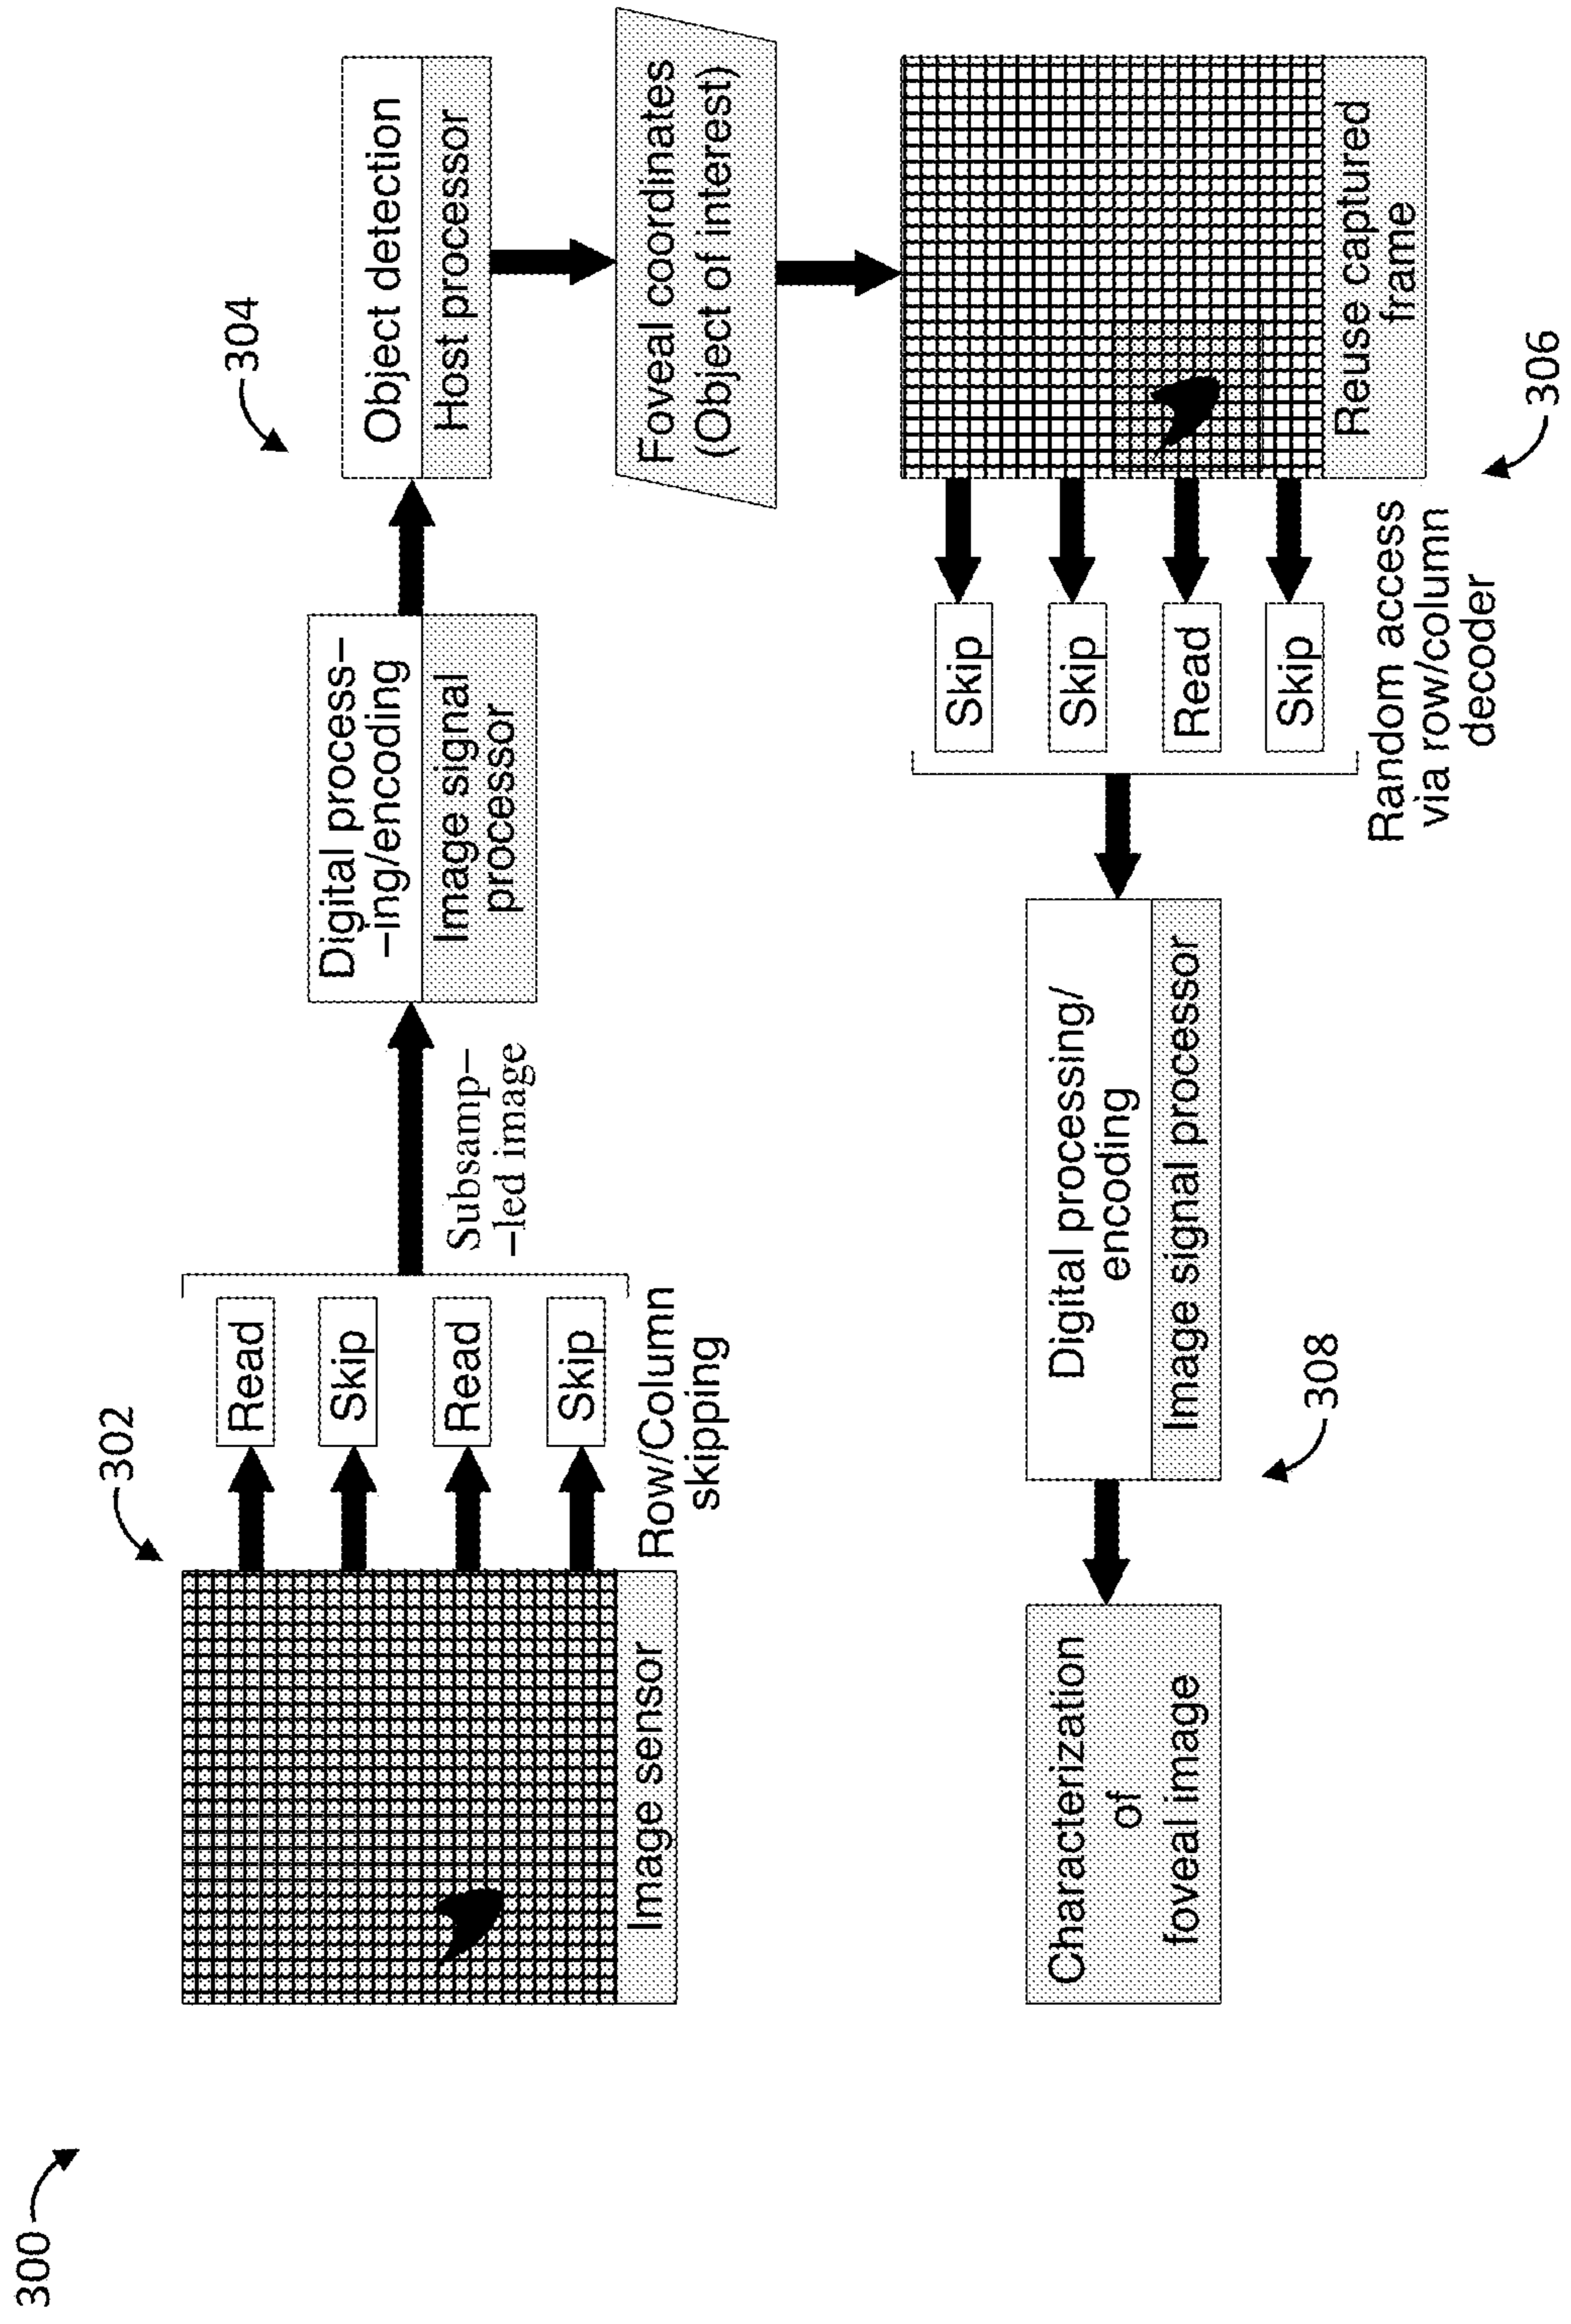 300
302
Image sensor
Read
Skip
Read
Skip
Row/Column
skipping
Subsamp–
–led image
Digital process–
–ing/encoding
Image signal
processor
304
Object detection
Host processor
Foveal coordinates
(Object of interest)
Reuse captured
frame
306
Skip
Skip
Read
Skip
Random access
via row/column
decoder
Digital processing/
encoding
Image signal processor
308
Characterization
of
foveal image